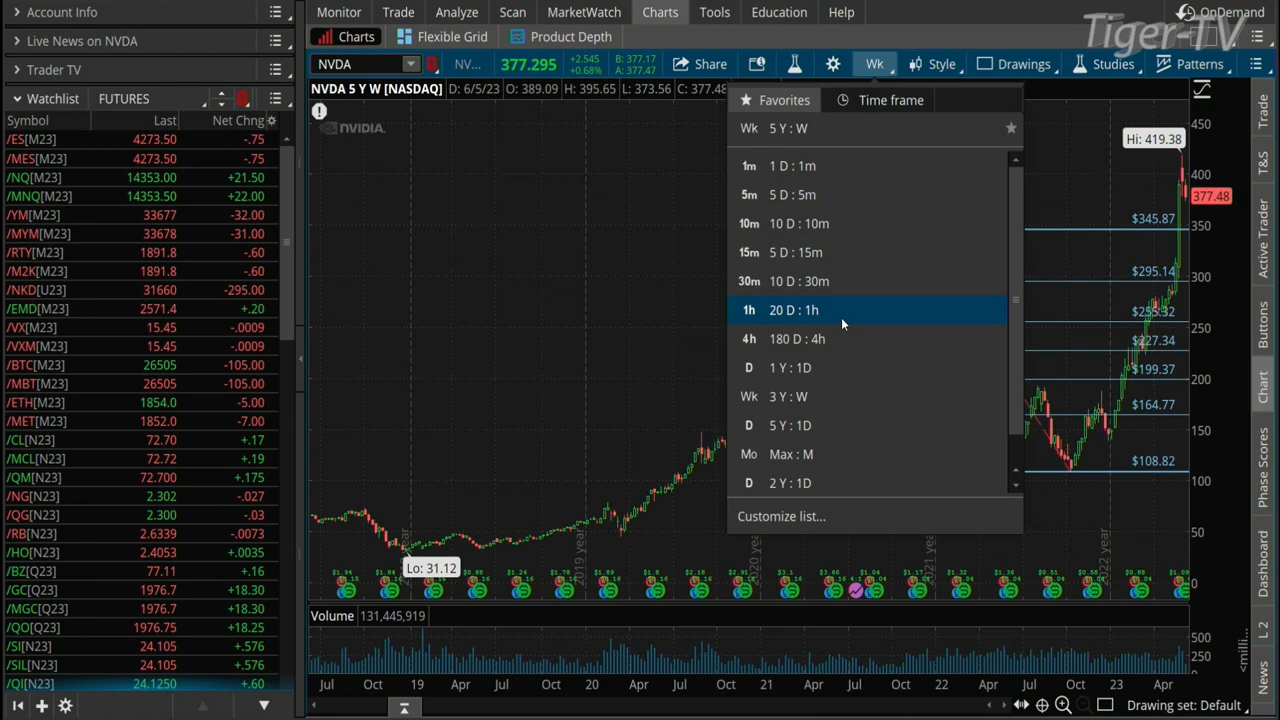 Account Info
Live News on NVDA
Trader TV
Watchlist FUTURES
Symbol Last Net Chng
/ES[M23] 4273.50 -.75
/MES[M23] 4273.50 -.75
/NQ[M23] 14353.00 +21.50
/MNQ[M23] 14353.50 +22.00
/YM[M23] 33677 -32.00
/MYM[M23] 33678 -31.00
/RTY[M23] 1891.8 -.60
/M2K[M23] 1891.8 -.60
/NKD[U23] 31660 -295.00
/EMD[M23] 2571.4 +.20
/VX[M23] 15.45 -.0009
/VXM[M23] 15.45 -.0009
/BTC[M23] 26505 -105.00
/MBT[M23] 26505 -105.00
/ETH[M23] 1854.0 -5.00
/MET[M23] 1852.0 -7.00
/CL[N23] 72.70 +.17
/MCL[N23] 72.72 +.19
/QM[N23] 72.700 +.175
/NG[N23] 2.302 -.027
/QG[N23] 2.300 -.03
/RB[N23] 2.6339 -.0073
/HO[N23] 2.4053 +.0035
/BZ[Q23] 77.11 +.16
/GC[Q23] 1976.7 +18.30
/MGC[Q23] 1976.7 +18.30
/QO[Q23] 1976.75 +18.25
/SI[N23] 24.105 +.576
/SIL[N23] 24.105 +.576
/QI[N23] 24.1250 +.60
Monitor Trade Analyze Scan MarketWatch Charts Tools Education Help OnDemand
Tiger-TV
Charts Flexible Grid Product Depth
NVDA NV... 377.295 +2.545 +0.68% B: 377.17 A: 377.47 Share Wk Style Drawings Studies Patterns
NVDA 5 Y W [NASDAQ] D: 6/5/23 O: 389.09 H: 395.65 L: 373.56 C: 377.48
NVIDIA
Favorites Time frame
Wk 5 Y : W
1m 1 D : 1m
5m 5 D : 5m
10m 10 D : 10m
15m 5 D : 15m
30m 10 D : 30m
1h 20 D : 1h
4h 180 D : 4h
D 1 Y : 1D
Wk 3 Y : W
D 5 Y : 1D
Mo Max : M
D 2 Y : 1D
Customize list...
Hi: 419.38
Lo: 31.12
$345.87
$295.14
$255.32
$227.34
$199.37
$164.77
$108.82
450
400
377.48
350
300
250
200
150
100
50
0
2019 year
2020 year
2021 year
2022 year
Volume 131,445,919
500
250
<milli...
Jul Oct 19 Apr Jul Oct 20 Apr Jul Oct 21 Apr Jul Oct 22 Apr Jul Oct 23 Apr
Drawing set: Default
Trade
T&S
Active Trader
Buttons
Chart
Phase Scores
Dashboard
L 2
News